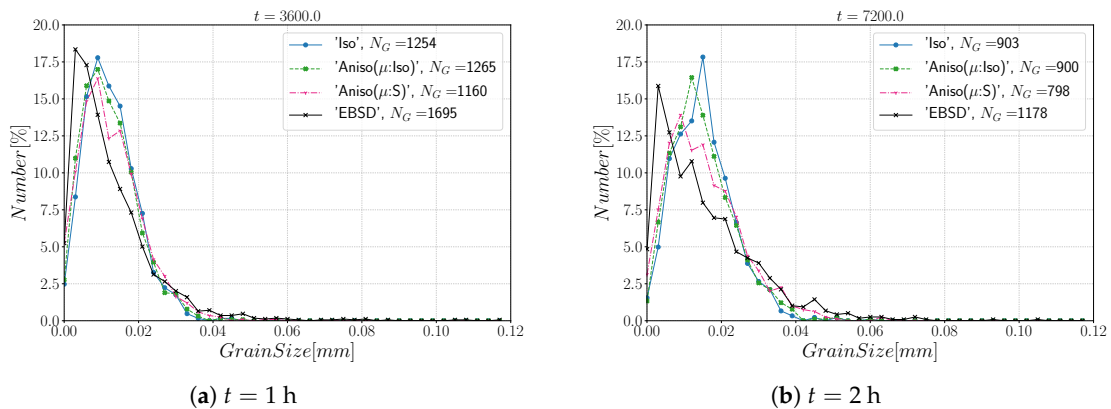 t = 3600.0
20.0
17.5
15.0
12.5
10.0
7.5
5.0
2.5
0.0
Number[%]
'Iso', N_G =1254
'Aniso(μ:Iso)', N_G =1265
'Aniso(μ:S)', N_G =1160
'EBSD', N_G =1695
0.00 0.02 0.04 0.06 0.08 0.10 0.12
GrainSize[mm]
(a) t = 1 h
t = 7200.0
20.0
17.5
15.0
12.5
10.0
7.5
5.0
2.5
0.0
Number[%]
'Iso', N_G =903
'Aniso(μ:Iso)', N_G =900
'Aniso(μ:S)', N_G =798
'EBSD', N_G =1178
0.00 0.02 0.04 0.06 0.08 0.10 0.12
GrainSize[mm]
(b) t = 2 h